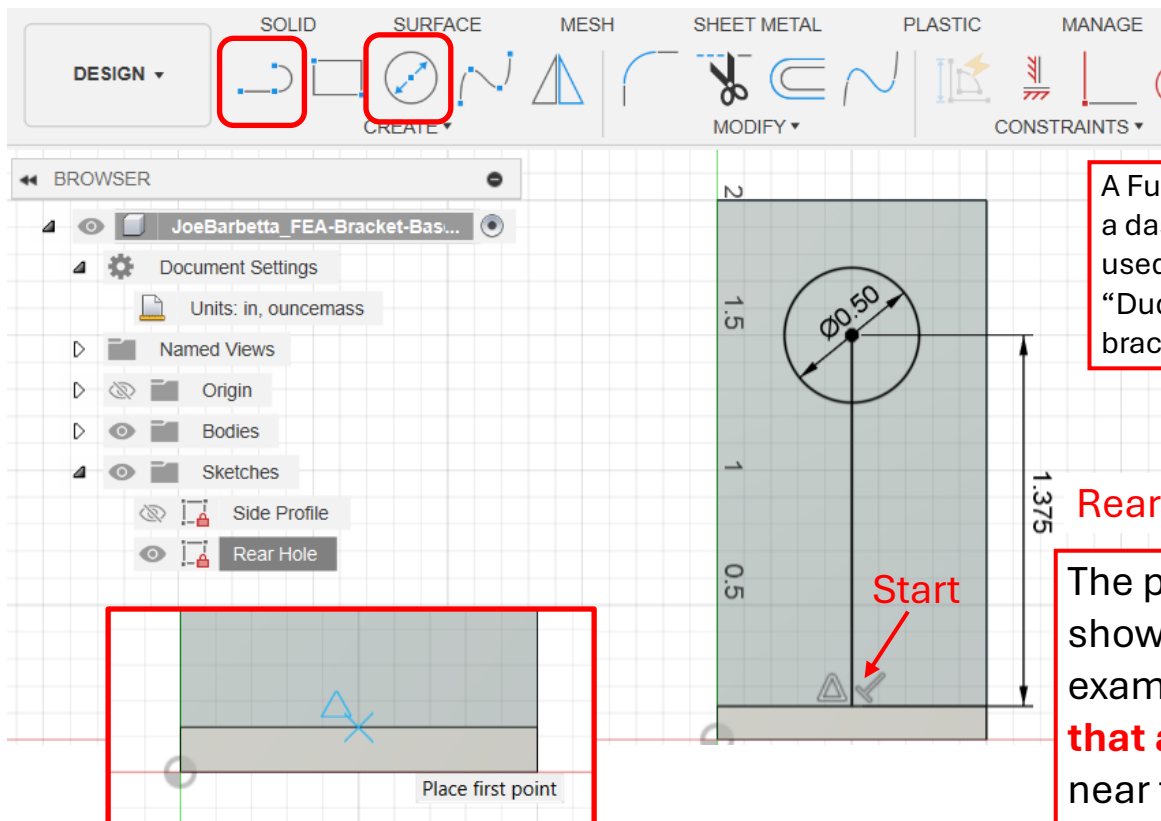 SOLID SURFACE MESH SHEET METAL PLASTIC MANAGE
DESIGN
CREATE MODIFY CONSTRAINTS
BROWSER
JoeBarbetta_FEA-Bracket-Bas...
Document Settings
Units: in, ouncemass
Named Views
Origin
Bodies
Sketches
Side Profile
Rear Hole
Place first point
2
1.5
1
0.5
Ø0.50
1.375
Start
A Fu
a da
used
“Duc
brac
Rear
The p
show
exam
that a
near t